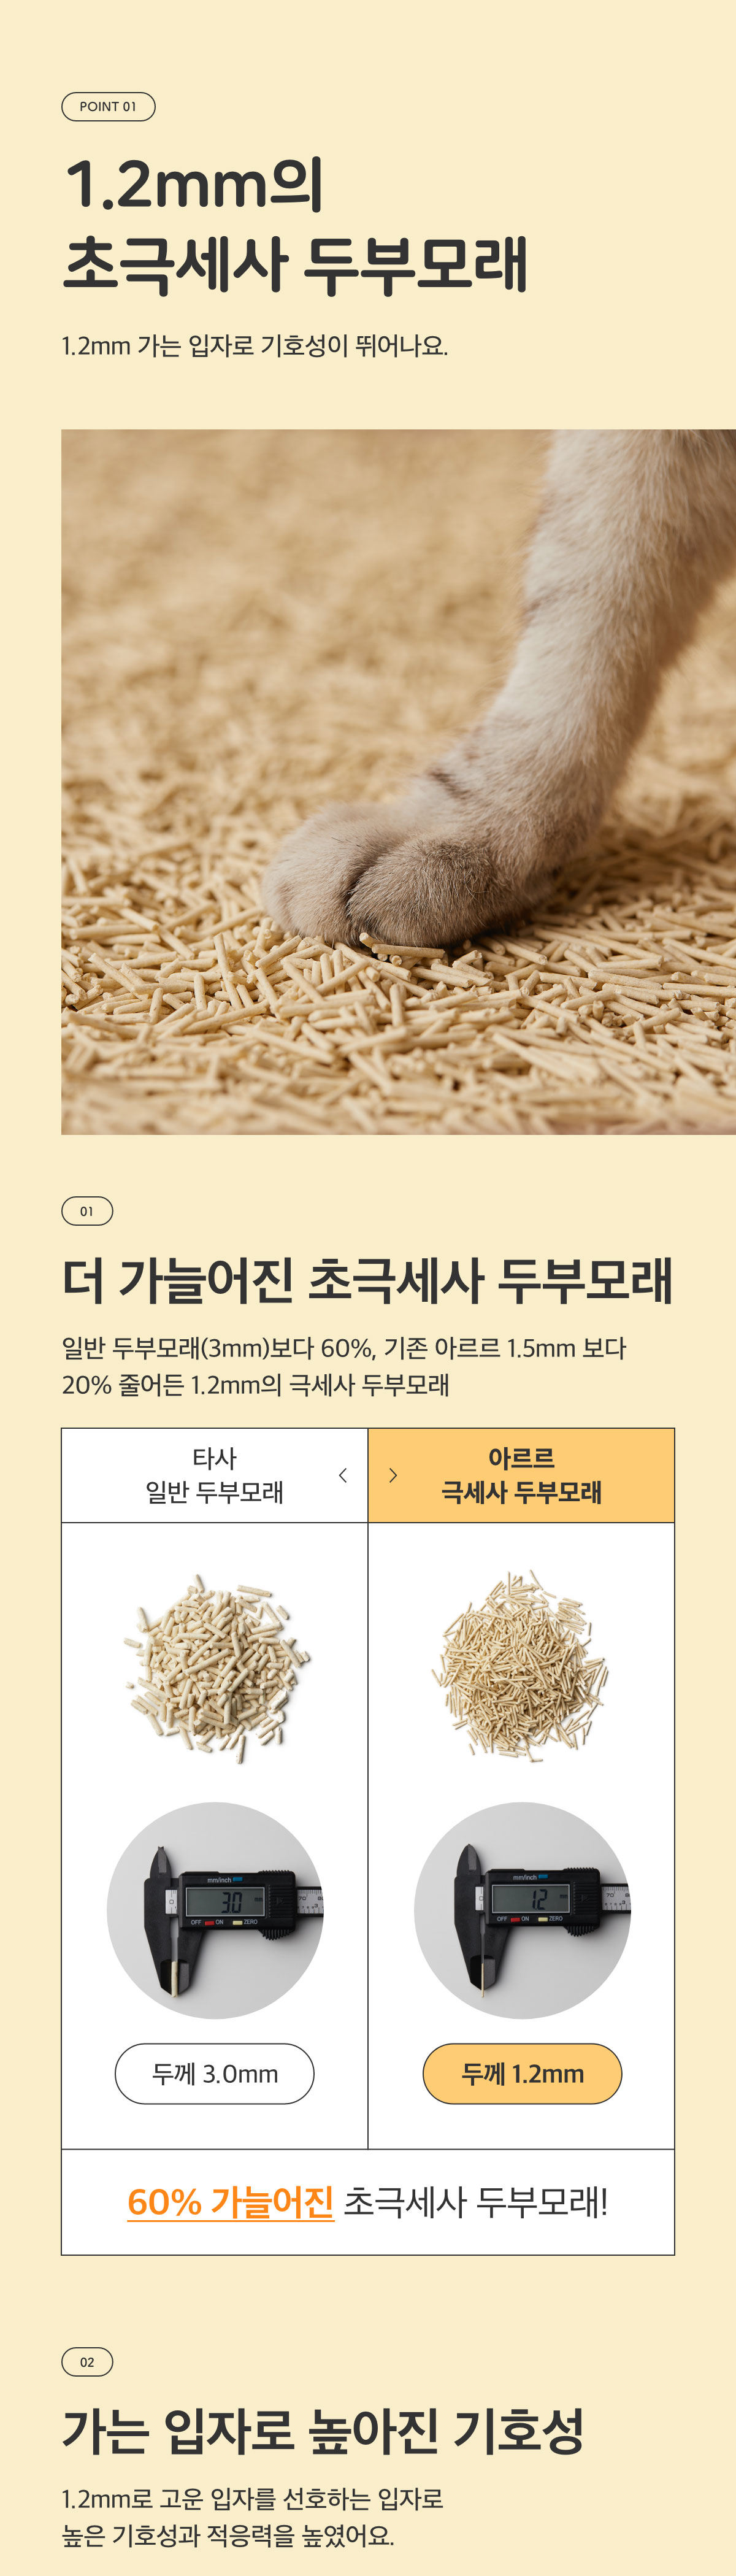 POINT 01
1.2mm의
초극세사 두부모래
1.2mm 가는 입자로 기호성이 뛰어나요.
01
더 가늘어진 초극세사 두부모래
일반 두부모래(3mm)보다 60%, 기존 아르르 1.5mm 보다
20% 줄어든 1.2mm의 극세사 두부모래
타사
일반 두부모래
아르르
극세사 두부모래
mm/inch
3.0 mm
OFF ON ZERO
mm/inch
1.2 mm
OFF ON ZERO
두께 3.0mm
두께 1.2mm
60% 가늘어진 초극세사 두부모래!
02
가는 입자로 높아진 기호성
1.2mm로 고운 입자를 선호하는 입자로
높은 기호성과 적응력을 높였어요.